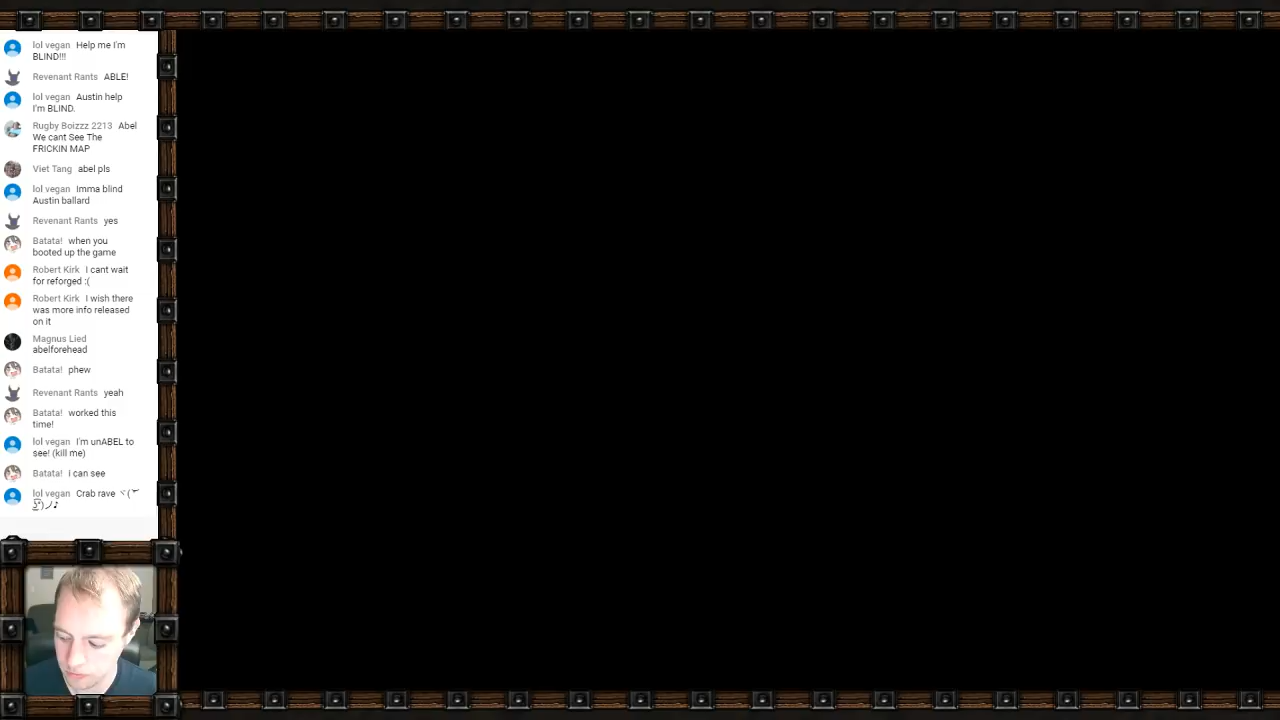 lol vegan Help me I'm
BLIND!!!
Revenant Rants ABLE!
lol vegan Austin help
I'm BLIND.
Rugby Boizzz 2213 Abel
We cant See The
FRICKIN MAP
Viet Tang abel pls
lol vegan Imma blind
Austin ballard
Revenant Rants yes
Batata! when you
booted up the game
Robert Kirk I cant wait
for reforged :(
Robert Kirk I wish there
was more info released
on it
Magnus Lied
abelforehead
Batata! phew
Revenant Rants yeah
Batata! worked this
time!
lol vegan I'm unABEL to
see! (kill me)
Batata! i can see
lol vegan Crab rave